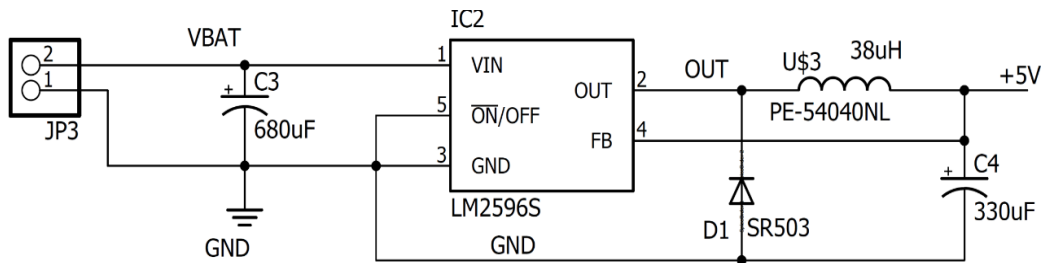 IC2
VBAT
2
1
JP3
+
C3
680uF
1
VIN
5
ON/OFF
3
GND
OUT
2
FB
4
LM2596S
GND
GND
OUT
U$3
38uH
PE-54040NL
+5V
D1
SR503
+
C4
330uF